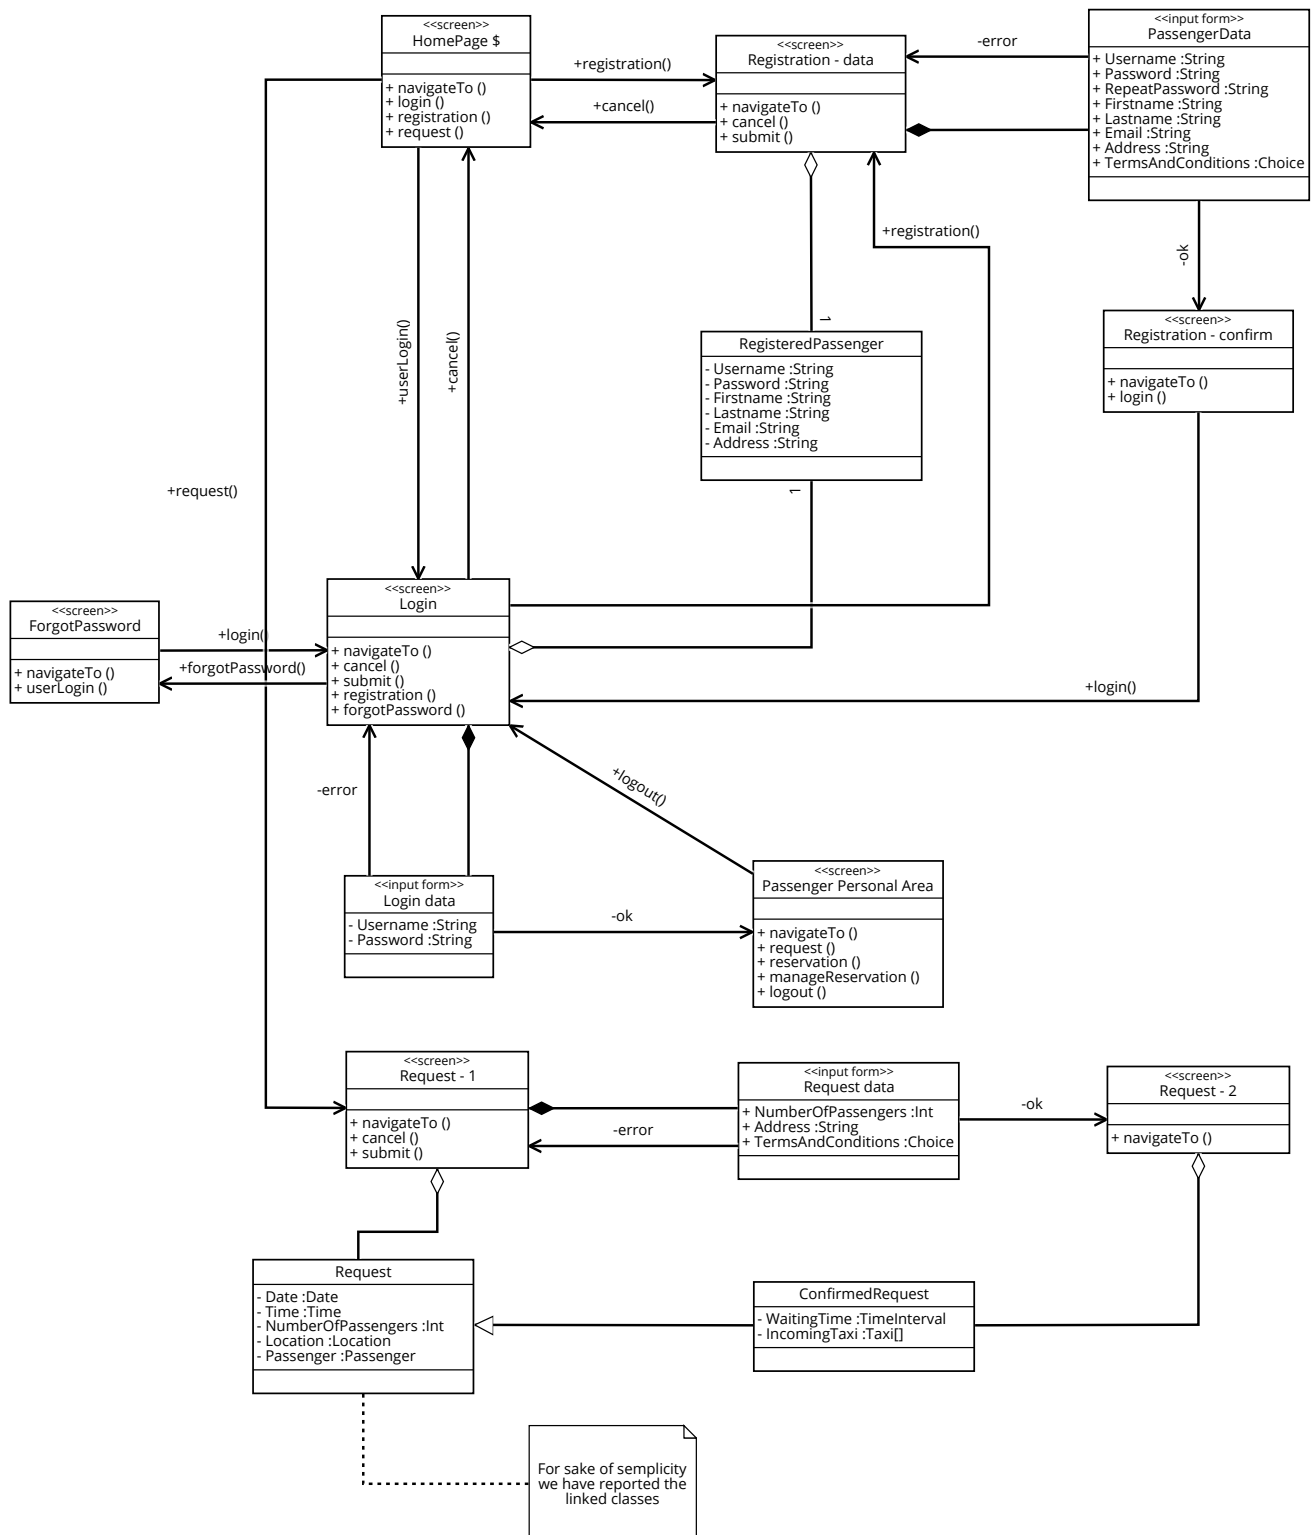 <<screen>>
HomePage $
+ navigateTo ()
+ login ()
+ registration ()
+ request ()
+registration()
+cancel()
<<screen>>
Registration - data
+ navigateTo ()
+ cancel ()
+ submit ()
-error
<<input form>>
PassengerData
+ Username :String
+ Password :String
+ RepeatPassword :String
+ Firstname :String
+ Lastname :String
+ Email :String
+ Address :String
+ TermsAndConditions :Choice
+registration()
-ok
<<screen>>
Registration - confirm
+ navigateTo ()
+ login ()
+userLogin()
+cancel()
1
RegisteredPassenger
- Username :String
- Password :String
- Firstname :String
- Lastname :String
- Email :String
- Address :String
1
+request()
<<screen>>
ForgotPassword
+ navigateTo ()
+ userLogin ()
+login()
+forgotPassword()
<<screen>>
Login
+ navigateTo ()
+ cancel ()
+ submit ()
+ registration ()
+ forgotPassword ()
+login()
-error
+logout()
<<input form>>
Login data
- Username :String
- Password :String
-ok
<<screen>>
Passenger Personal Area
+ navigateTo ()
+ request ()
+ reservation ()
+ manageReservation ()
+ logout ()
<<screen>>
Request - 1
+ navigateTo ()
+ cancel ()
+ submit ()
-error
<<input form>>
Request data
+ NumberOfPassengers :Int
+ Address :String
+ TermsAndConditions :Choice
-ok
<<screen>>
Request - 2
+ navigateTo ()
Request
- Date :Date
- Time :Time
- NumberOfPassengers :Int
- Location :Location
- Passenger :Passenger
ConfirmedRequest
- WaitingTime :TimeInterval
- IncomingTaxi :Taxi[]
For sake of semplicity
we have reported the
linked classes